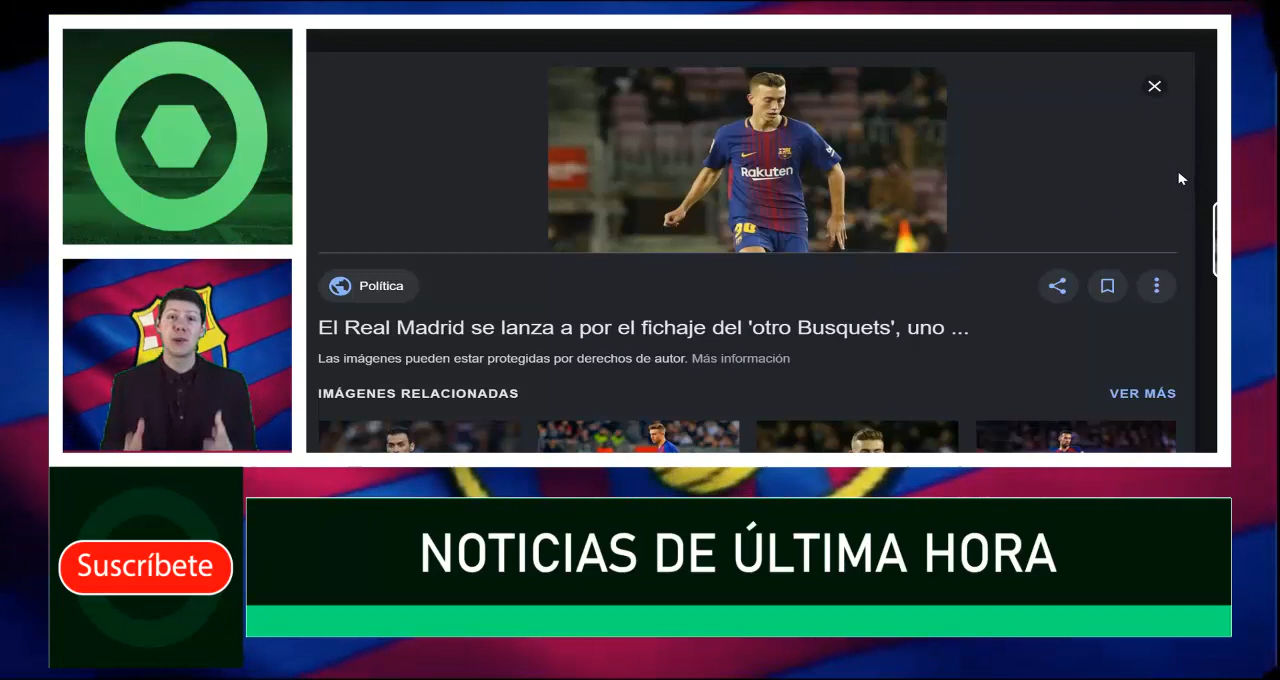 Rakuten
Política
El Real Madrid se lanza a por el fichaje del 'otro Busquets', uno ...
Las imágenes pueden estar protegidas por derechos de autor. Más información
IMÁGENES RELACIONADAS
VER MÁS
Suscríbete
NOTICIAS DE ÚLTIMA HORA